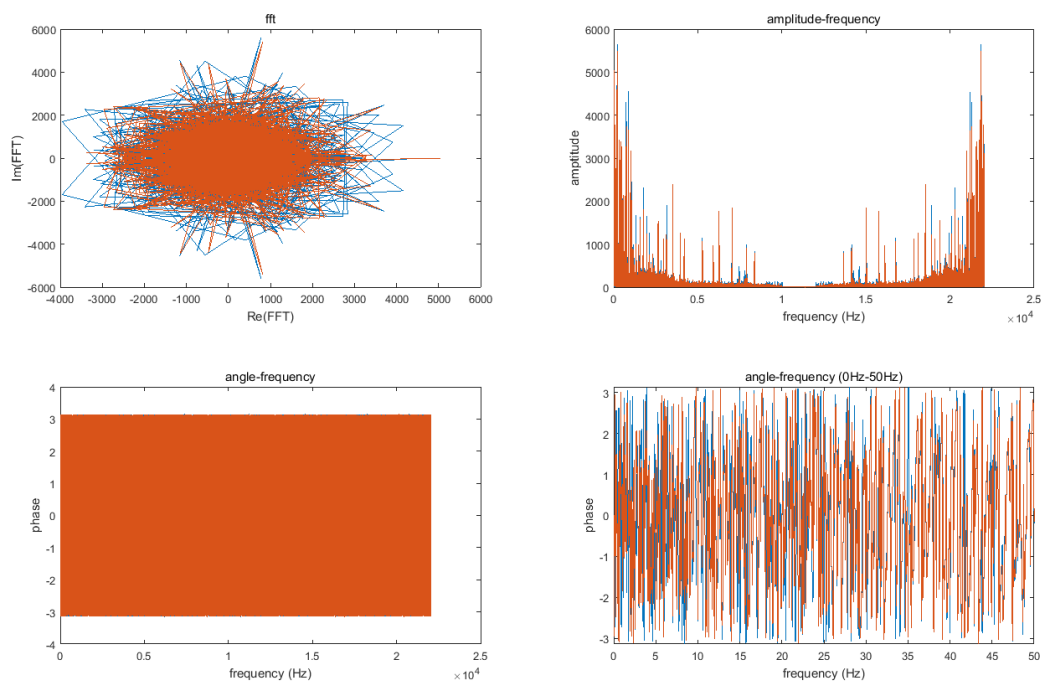 fft
6000
4000
2000
0
-2000
-4000
-6000
Im(FFT)
-4000 -3000 -2000 -1000 0 1000 2000 3000 4000 5000 6000
Re(FFT)
amplitude-frequency
6000
5000
4000
3000
2000
1000
0
amplitude
0 0.5 1 1.5 2 2.5
frequency (Hz)
× 10⁴
angle-frequency
4
3
2
1
0
-1
-2
-3
-4
phase
0 0.5 1 1.5 2 2.5
frequency (Hz)
× 10⁴
angle-frequency (0Hz-50Hz)
3
2
1
0
-1
-2
-3
phase
0 5 10 15 20 25 30 35 40 45 50
frequency (Hz)